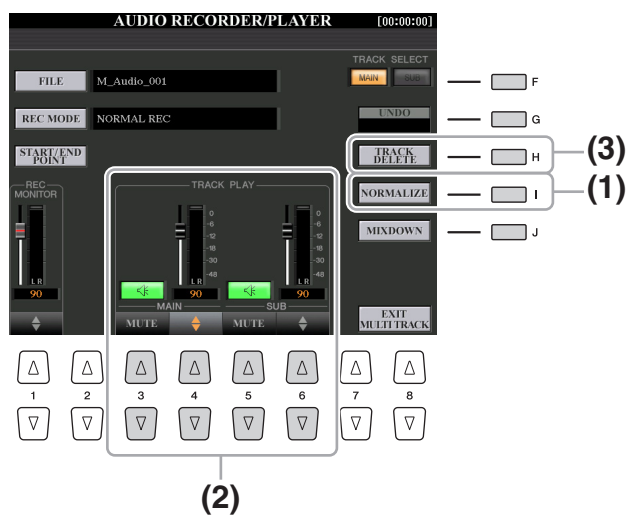 AUDIO RECORDER/PLAYER [00:00:00]
TRACK SELECT
FILE M_Audio_001 MAIN SUB F
REC MODE NORMAL REC UNDO G
START/END POINT TRACK DELETE H (3)
REC MONITOR TRACK PLAY NORMALIZE I (1)
0 0
-6 -6
-12 -12 MIXDOWN J
-18 -18
-30 -30
-48 -48
L R L R L R
90 90 90
MAIN SUB
MUTE MUTE EXIT MULTI TRACK
1 2 3 4 5 6 7 8
(2)